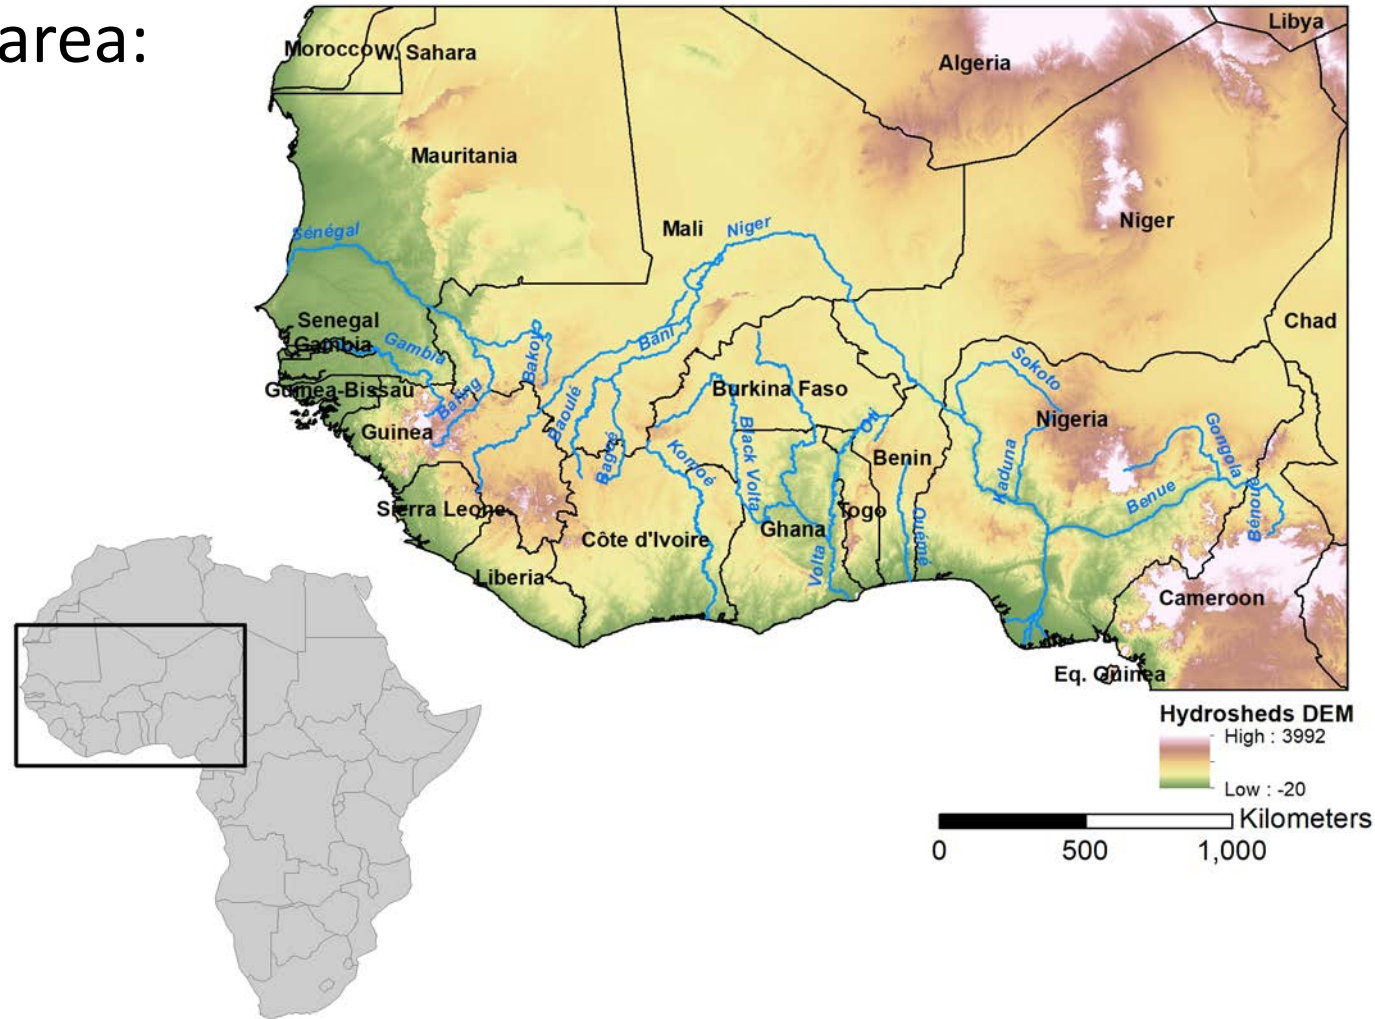 area:
Libya
Morocco W. Sahara
Algeria
Mauritania
Niger
Mali
Niger
Sénégal
Chad
Senegal
Gambia
Gambia
Bani
Bakoy
Sokoto
Guinea-Bissau
Bafing
Burkina Faso
Baoulé
Nigeria
Oti
Guinea
Gongola
Bagoé
Komoé
Black Volta
Benin
Kaduna
Benue
Sierra Leone
Togo
Bénoué
Côte d'Ivoire
Ghana
Ouémé
Volta
Liberia
Cameroon
Eq. Guinea
Hydrosheds DEM
High : 3992
Low : -20
Kilometers
0 500 1,000